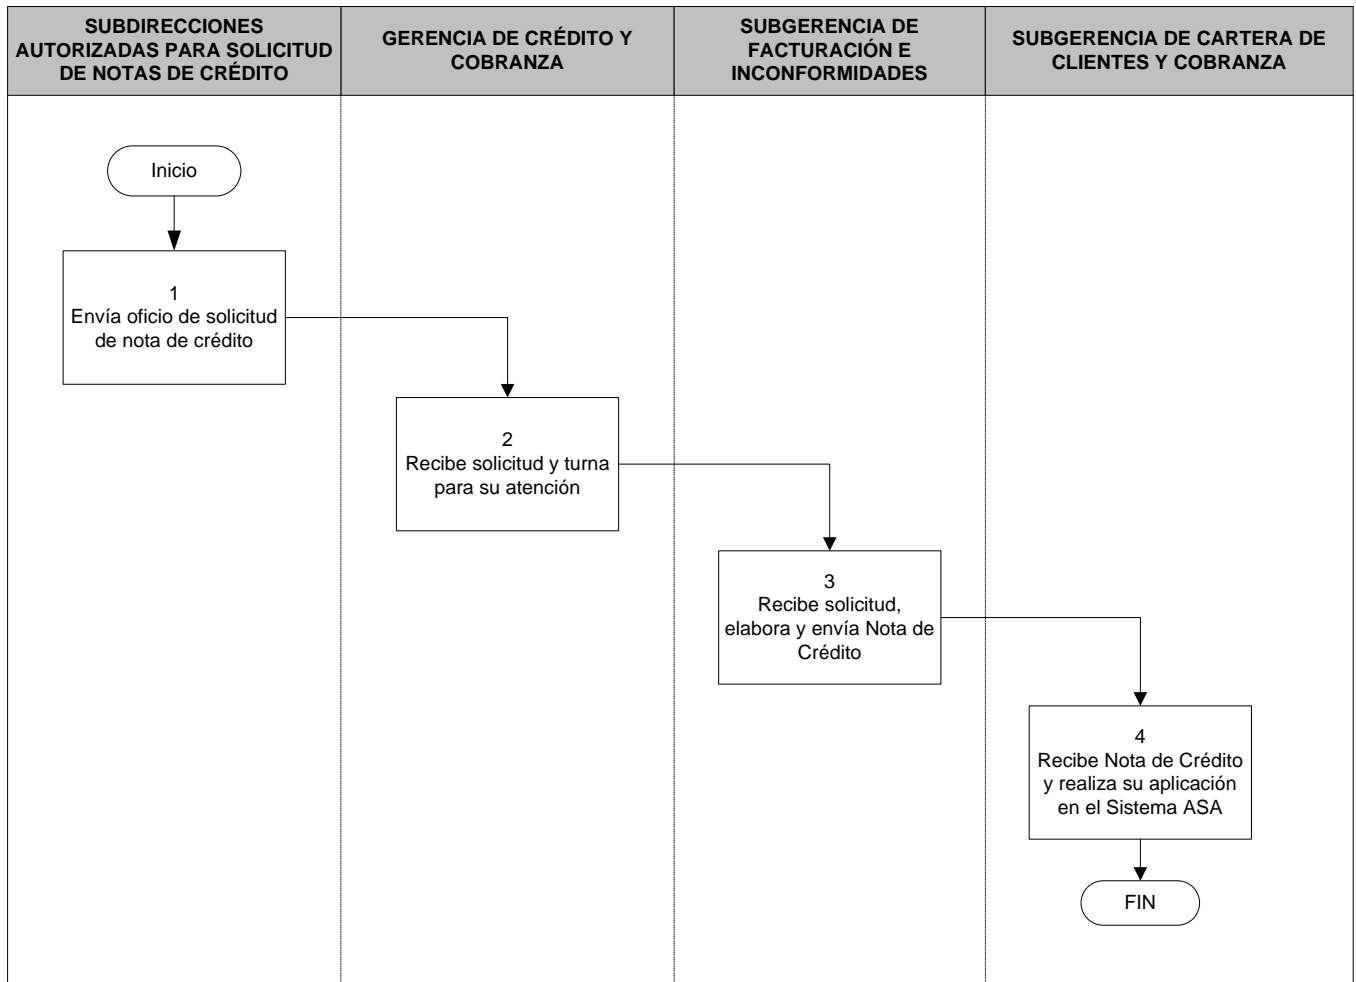 SUBDIRECCIONES
AUTORIZADAS PARA SOLICITUD
DE NOTAS DE CRÉDITO
GERENCIA DE CRÉDITO Y
COBRANZA
SUBGERENCIA DE
FACTURACIÓN E
INCONFORMIDADES
SUBGERENCIA DE CARTERA DE
CLIENTES Y COBRANZA
Inicio
1
Envía oficio de solicitud
de nota de crédito
2
Recibe solicitud y turna
para su atención
3
Recibe solicitud,
elabora y envía Nota de
Crédito
4
Recibe Nota de Crédito
y realiza su aplicación
en el Sistema ASA
FIN